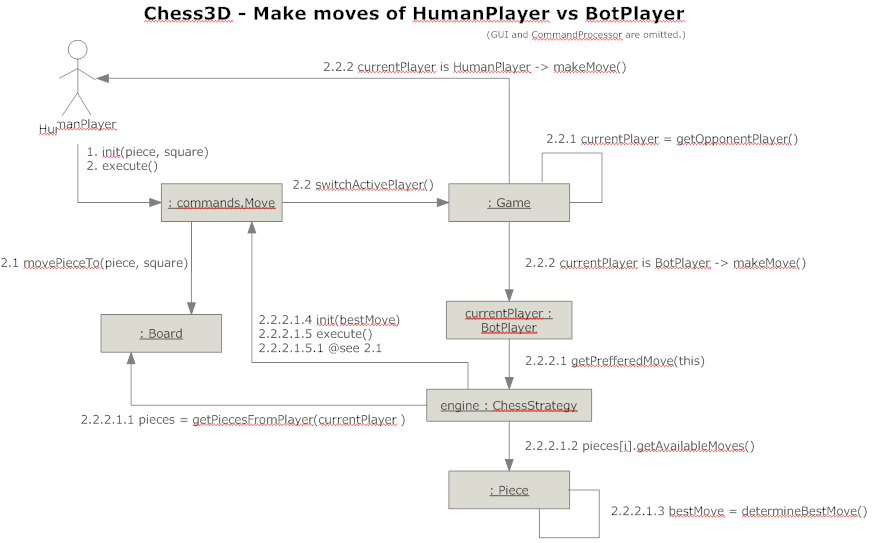 Chess3D - Make moves of HumanPlayer vs BotPlayer
(GUI and CommandProcessor are omitted.)
2.2.2 currentPlayer is HumanPlayer -> makeMove()
HumanPlayer
2.2.1 currentPlayer = getOpponentPlayer()
1. init(piece, square)
2. execute()
2.2 switchActivePlayer()
: commands.Move
: Game
2.1 movePieceTo(piece, square)
2.2.2 currentPlayer is BotPlayer -> makeMove()
currentPlayer :
BotPlayer
: Board
2.2.2.1.4 init(bestMove)
2.2.2.1.5 execute()
2.2.2.1.5.1 @see 2.1
2.2.2.1 getPrefferedMove(this)
engine : ChessStrategy
2.2.2.1.1 pieces = getPiecesFromPlayer(currentPlayer )
2.2.2.1.2 pieces[i].getAvailableMoves()
: Piece
2.2.2.1.3 bestMove = determineBestMove()